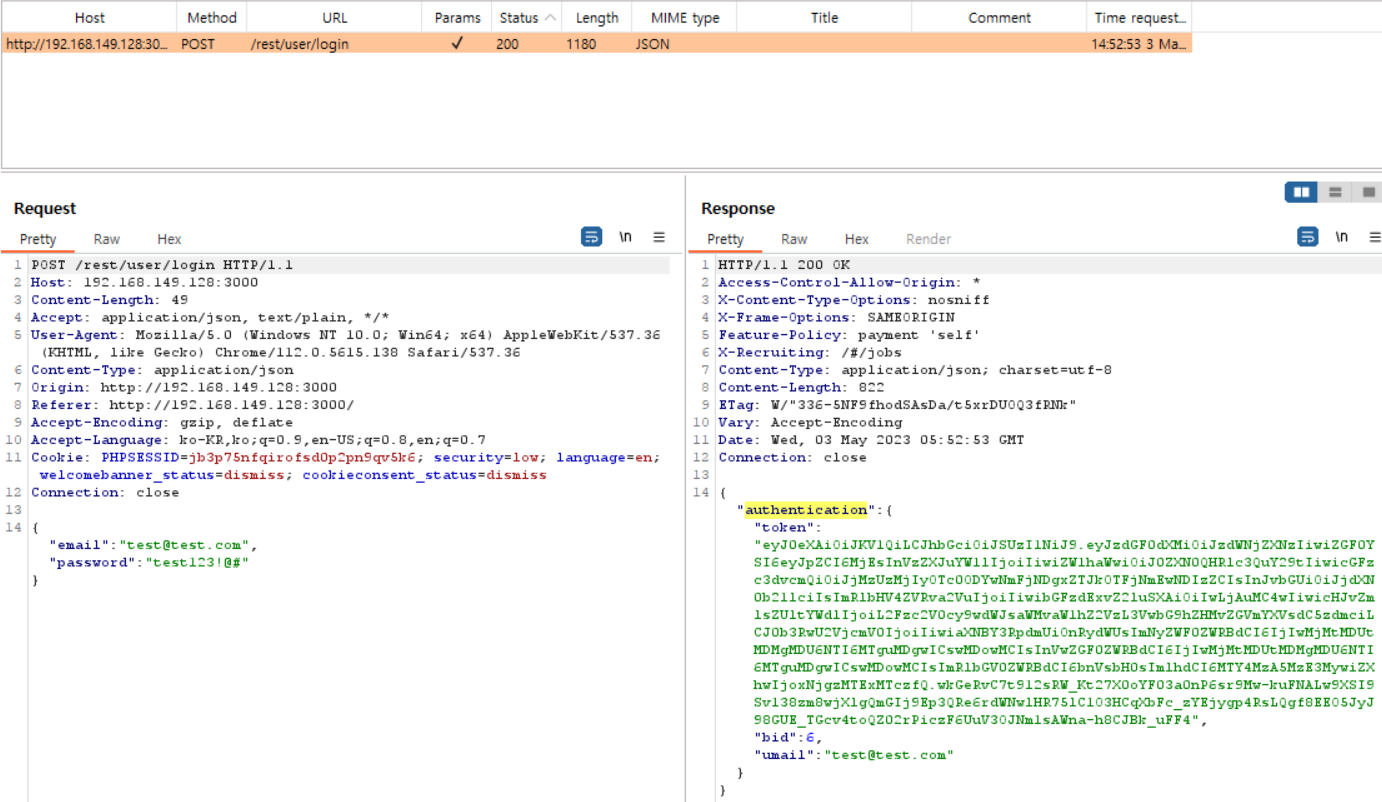 Host Method URL Params Status Length MIME type Title Comment Time request...
http://192.168.149.128:30... POST /rest/user/login ✓ 200 1180 JSON 14:52:53 3 Ma...
Request
Pretty Raw Hex \n
1 POST /rest/user/login HTTP/1.1
2 Host: 192.168.149.128:3000
3 Content-Length: 49
4 Accept: application/json, text/plain, */*
5 User-Agent: Mozilla/5.0 (Windows NT 10.0; Win64; x64) AppleWebKit/537.36
(KHTML, like Gecko) Chrome/112.0.5615.138 Safari/537.36
6 Content-Type: application/json
7 Origin: http://192.168.149.128:3000
8 Referer: http://192.168.149.128:3000/
9 Accept-Encoding: gzip, deflate
10 Accept-Language: ko-KR,ko;q=0.9,en-US;q=0.8,en;q=0.7
11 Cookie: PHPSESSID=jb3p75nfqirofsd0p2pn9qv5k6; security=low; language=en;
welcomebanner_status=dismiss; cookieconsent_status=dismiss
12 Connection: close
13
14 {
"email":"test@test.com",
"password":"test123!@#"
}
Response
Pretty Raw Hex Render \n
1 HTTP/1.1 200 OK
2 Access-Control-Allow-Origin: *
3 X-Content-Type-Options: nosniff
4 X-Frame-Options: SAMEORIGIN
5 Feature-Policy: payment 'self'
6 X-Recruiting: /#/jobs
7 Content-Type: application/json; charset=utf-8
8 Content-Length: 822
9 ETag: W/"336-5NF9fhodSAsDa/t5xrDU0Q3fRNk"
10 Vary: Accept-Encoding
11 Date: Wed, 03 May 2023 05:52:53 GMT
12 Connection: close
13
14 {
"authentication":{
"token":
"eyJ0eXAiOiJKV1QiLCJhbGciOiJSUzI1NiJ9.eyJzdGF0dXMiOiJzdWNjZXNzIiwiZGF0Y
SI6eyJpZCI6MjEsInVzZXJuYW1lIjoiIiwiZW1haWwiOiJ0ZXN0QHRlc3QuY29tIiwicGFz
c3dvcmQiOiJjMzUzMjIyOTc0ODYwNmFjNDgxZTJkOTFjNmEwNDIzZCIsInJvbGUiOiJjdXN
0b21lciIsImRlbHV4ZVRva2VuIjoiIiwibGFzdExvZ2luSXAiOiIwLjAuMC4wIiwicHJvZm
lsZUltYWdlIjoiL2Fzc2V0cy9wdWJsaWMvaW1hZ2VzL3VwbG9hZHMvZGVmYXVsdC5zdmciL
CJ0b3RwU2VjcmV0IjoiIiwiaXNBY3RpdmUiOnRydWUsImNyZWF0ZWRBdCI6IjIwMjMtMDUt
MDMgMDU6NTI6MTguMDgwICswMDowMCIsInVwZGF0ZWRBdCI6IjIwMjMtMDUtMDMgMDU6NTI
6MTguMDgwICswMDowMCIsImRlbGV0ZWRBdCI6bnVsbH0sImlhdCI6MTY4MzA5MzE3MywiZX
hwIjoxNjgzMTExMTczfQ.
"bid":6,
"umail":"test@test.com"
}
}